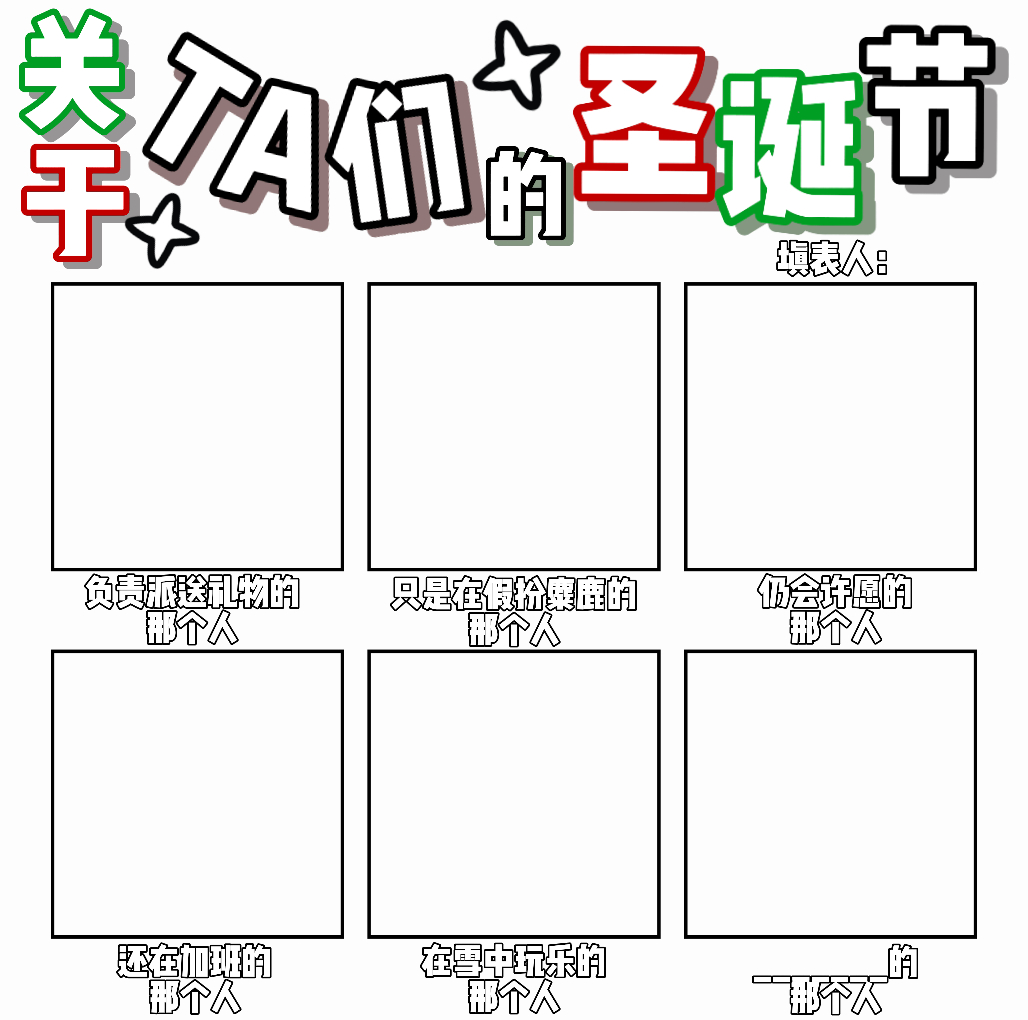 关于TA们的圣诞节
填表人：
负责派送礼物的
那个人
只是在假扮麋鹿的
那个人
仍会许愿的
那个人
还在加班的
那个人
在雪中玩乐的
那个人
______的
那个人